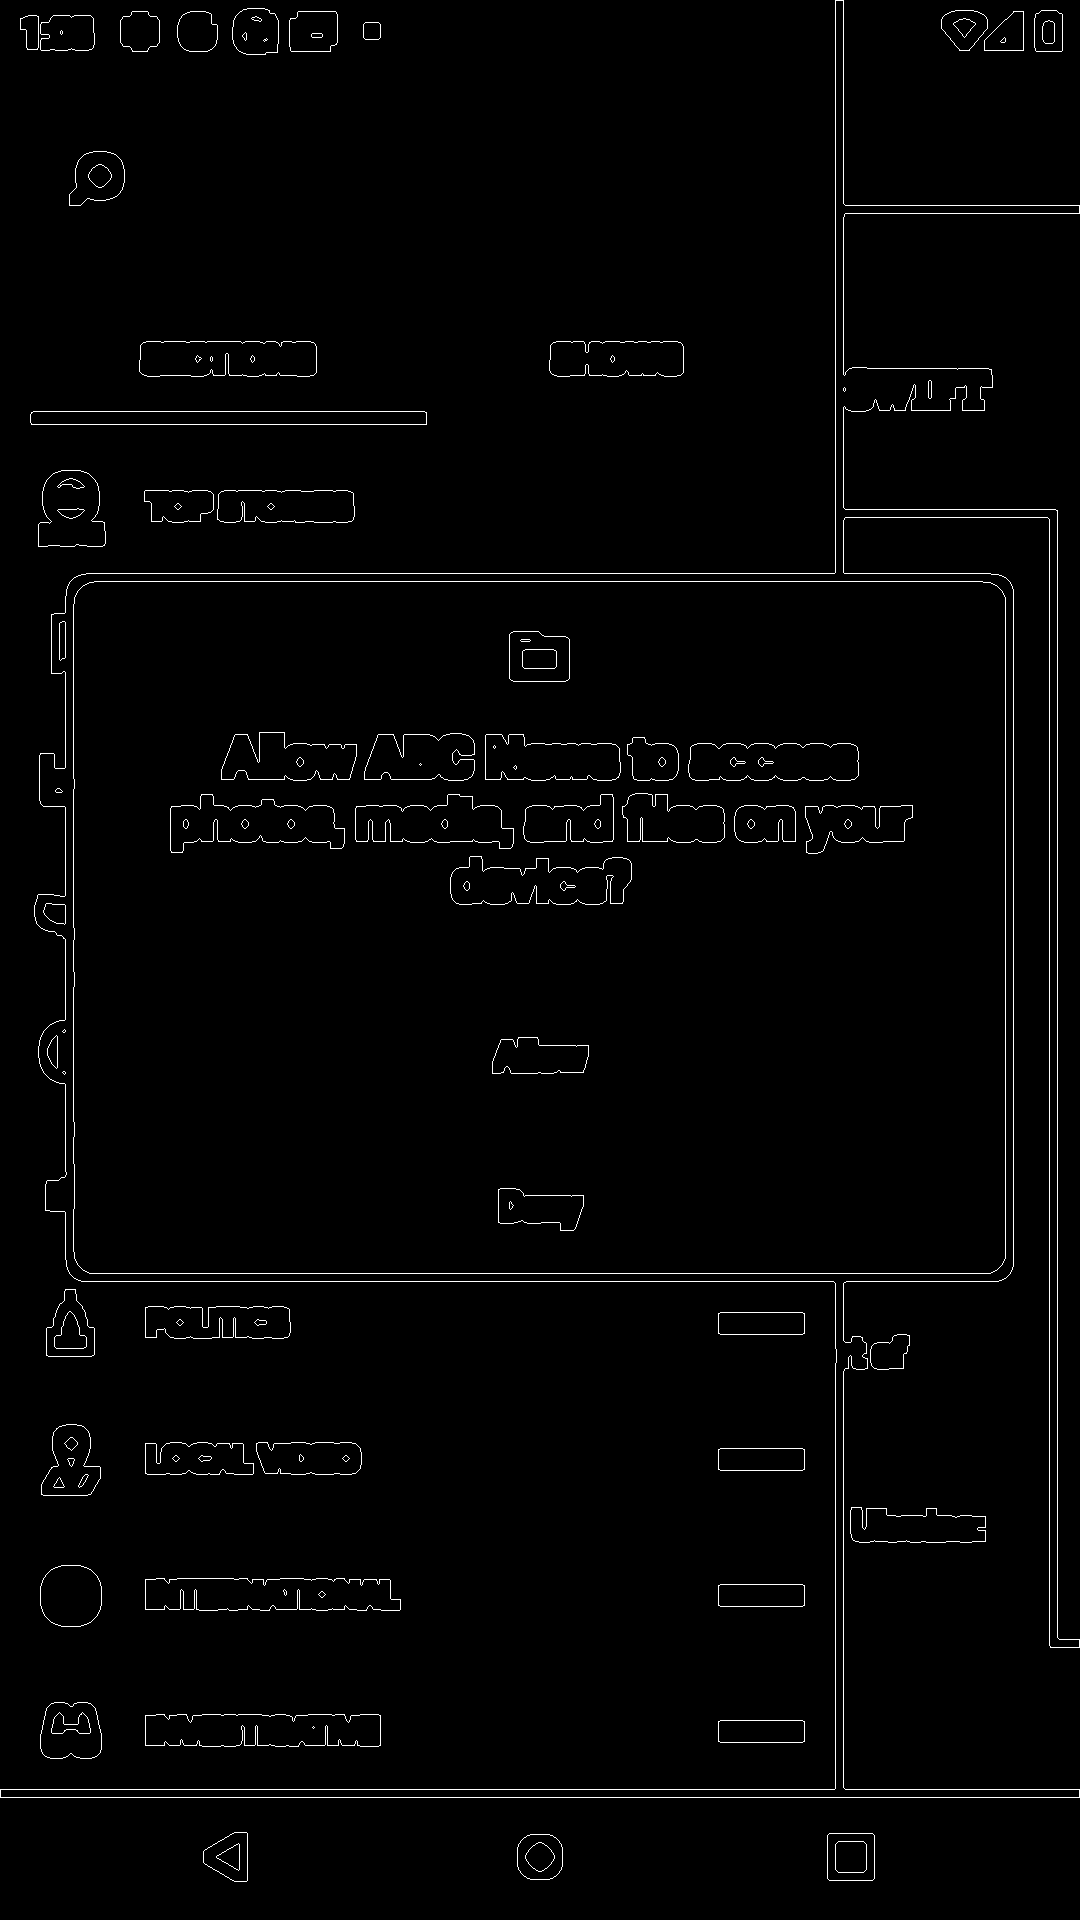 SECTIONS
SHOWS
SWIFT
TOP STORIES
Allow ABC News to access
photos, media, and files on your
device?
Allow
Deny
POLITICS
LOCAL VIDEO
INTERNATIONAL
INVESTIGATIVE